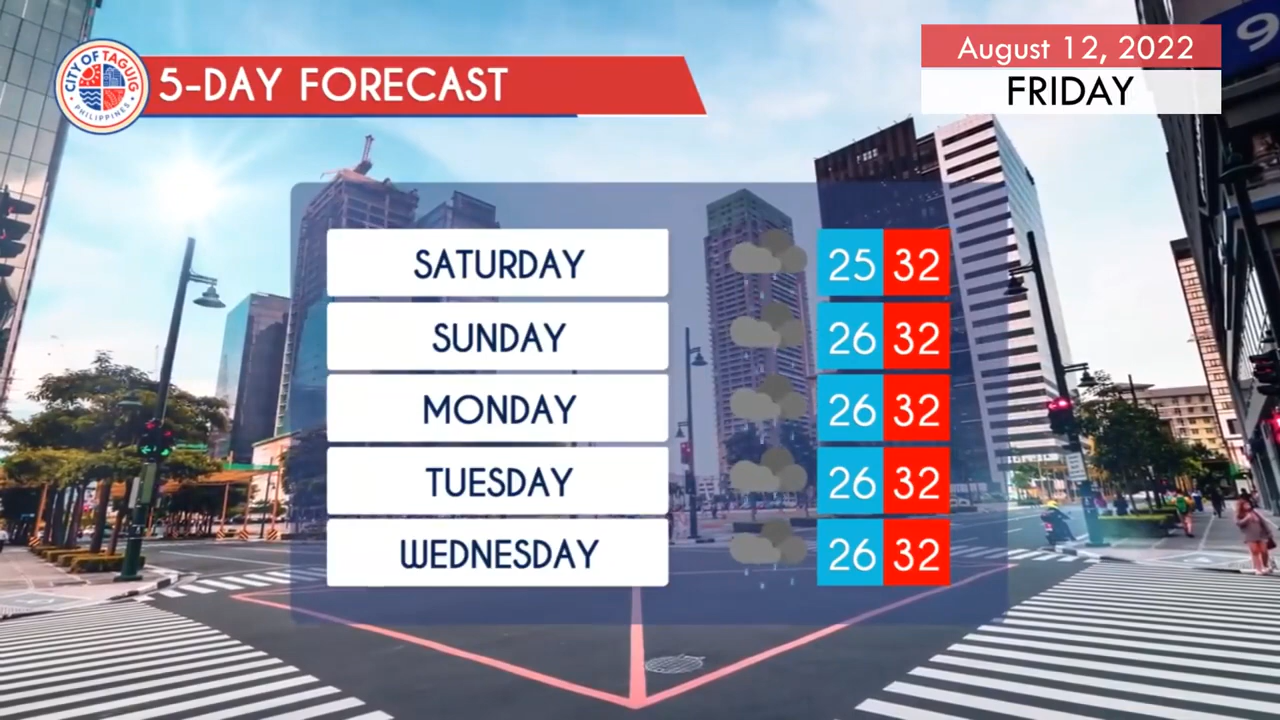 CITY OF TAGUIG
PHILIPPINES
5-DAY FORECAST
August 12, 2022
FRIDAY
9
SATURDAY 25 32
SUNDAY 26 32
MONDAY 26 32
TUESDAY 26 32
WEDNESDAY 26 32